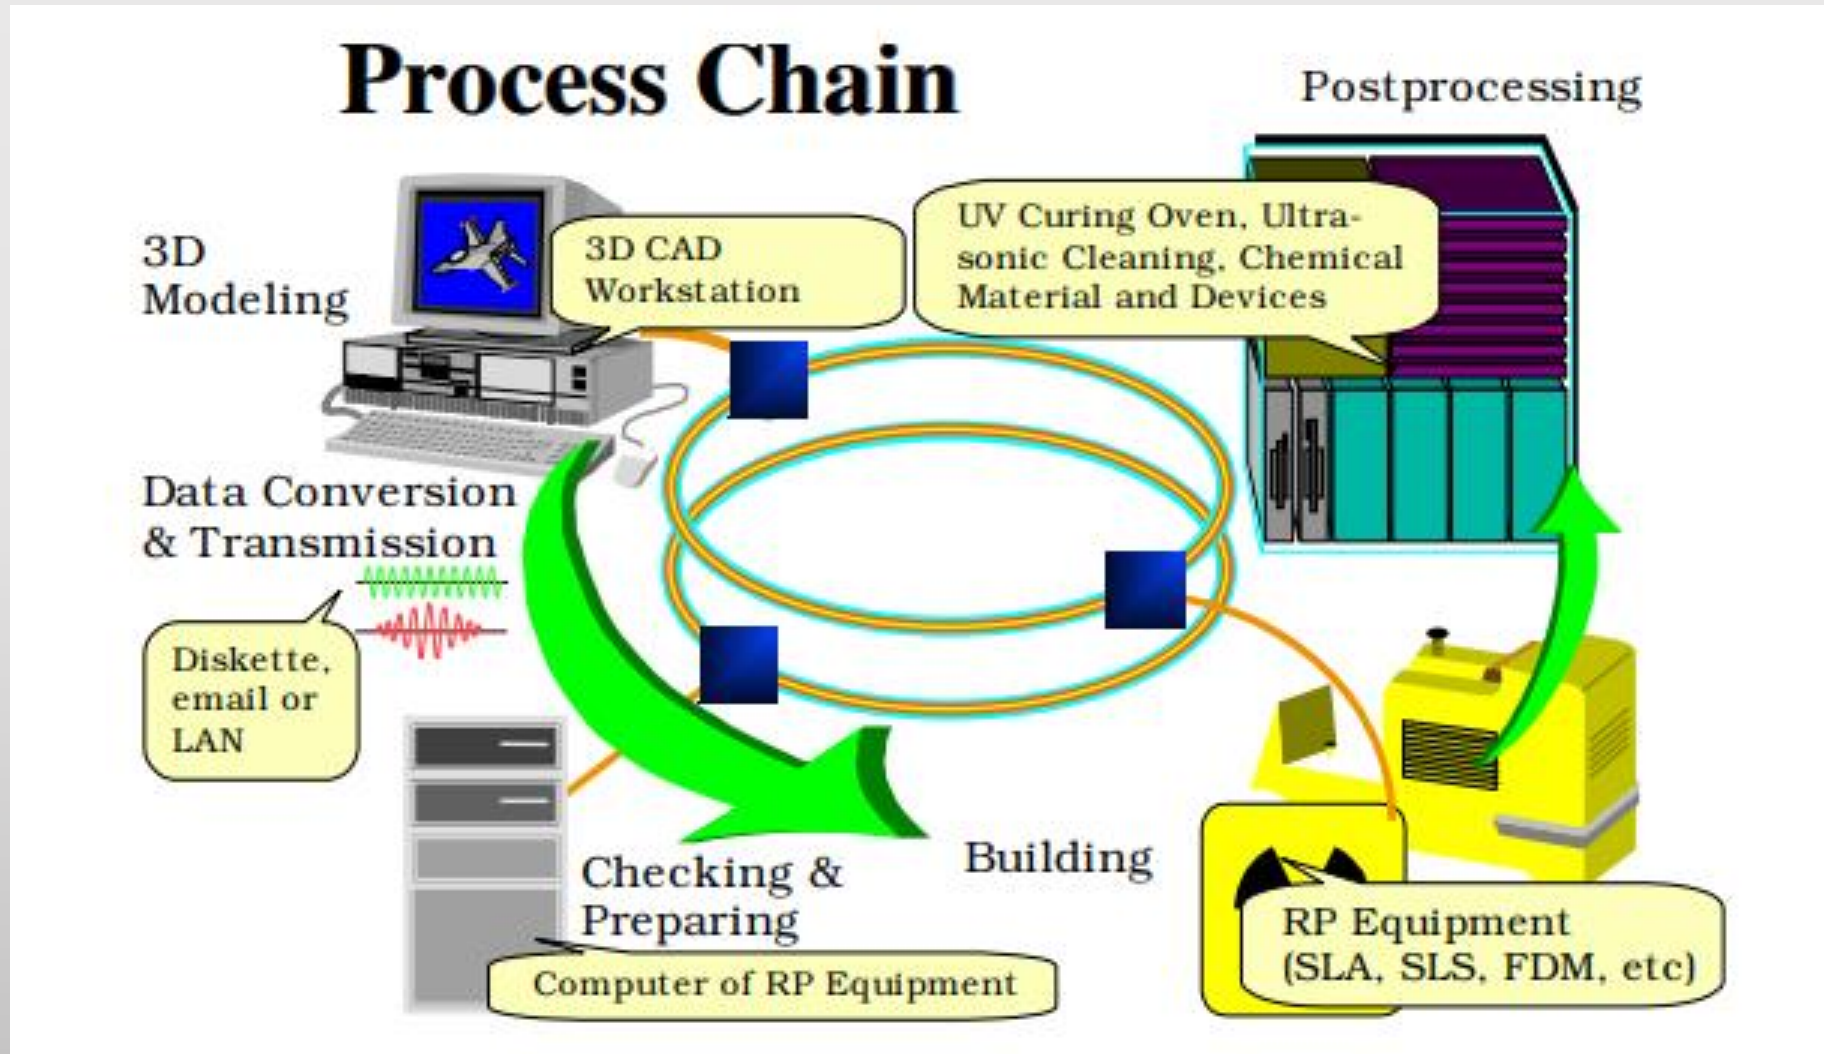 Process Chain
Postprocessing
3D
Modeling
3D CAD
Workstation
UV Curing Oven, Ultra-
sonic Cleaning, Chemical
Material and Devices
Data Conversion
& Transmission
Diskette,
email or
LAN
Checking &
Preparing
Computer of RP Equipment
Building
RP Equipment
(SLA, SLS, FDM, etc)